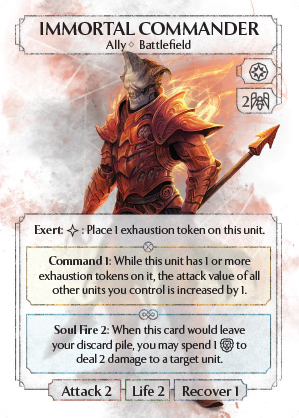 IMMORTAL COMMANDER
Ally ◇ Battlefield
2
Exert: ✧ : Place 1 exhaustion token on this unit.
Command 1: While this unit has 1 or more
exhaustion tokens on it, the attack value of all
other units you control is increased by 1.
Soul Fire 2: When this card would leave
your discard pile, you may spend 1 to
deal 2 damage to a target unit.
Attack 2 Life 2 Recover 1